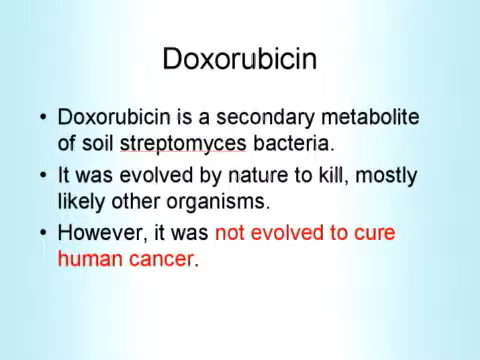 Doxorubicin
• Doxorubicin is a secondary metabolite
of soil streptomyces bacteria.
• It was evolved by nature to kill, mostly
likely other organisms.
• However, it was not evolved to cure
human cancer.